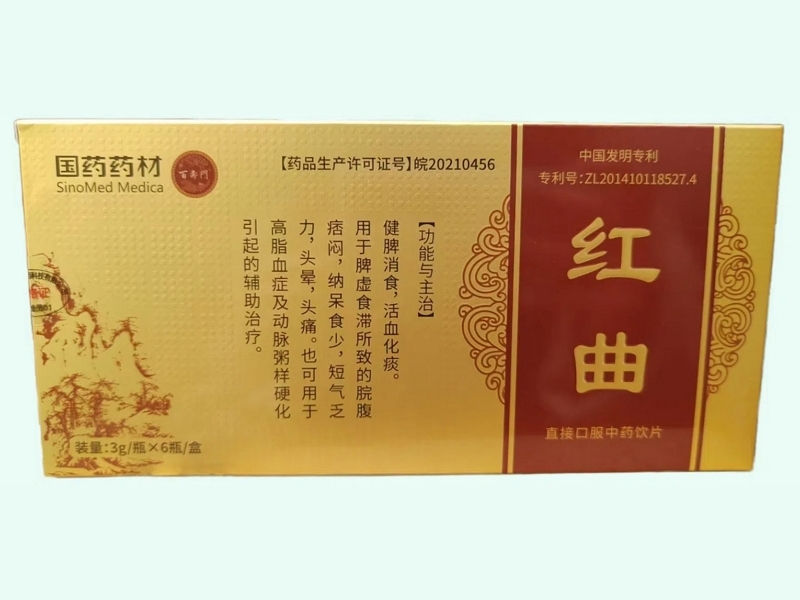 国药药材
SinoMed Medica
百寿门
【药品生产许可证号】皖20210456
中国发明专利
专利号:ZL201410118527.4
红
曲
直接口服中药饮片
【功能与主治】
健脾消食,活血化痰。
用于脾虚食滞所致的脘腹
痞闷,纳呆食少,短气乏
力,头晕,头痛。也可用于
高脂血症及动脉粥样硬化
引起的辅助治疗。
装量:3g/瓶×6瓶/盒